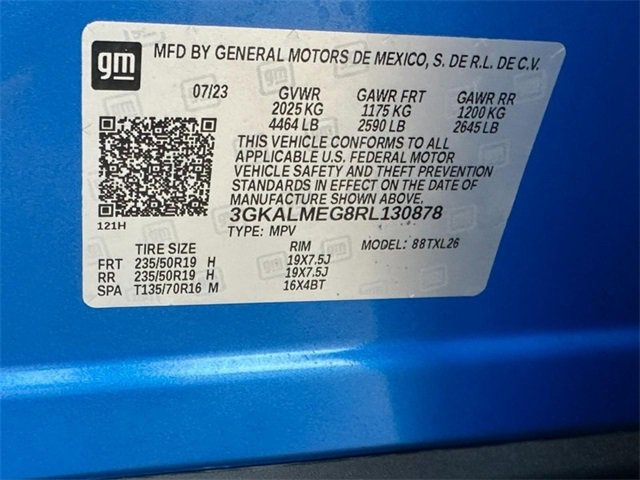 gm
MFD BY GENERAL MOTORS DE MEXICO, S. DE R.L. DE C.V.
07/23 GVWR GAWR FRT GAWR RR
2025 KG 1175 KG 1200 KG
4464 LB 2590 LB 2645 LB
THIS VEHICLE CONFORMS TO ALL
APPLICABLE U.S. FEDERAL MOTOR
VEHICLE SAFETY AND THEFT PREVENTION
STANDARDS IN EFFECT ON THE DATE OF
MANUFACTURE.
3GKALMEG8RL130878
121H
TYPE: MPV MODEL: 88TXL26
TIRE SIZE RIM
FRT 235/50R19 H 19X7.5J
RR 235/50R19 H 19X7.5J
SPA T135/70R16 M 16X4BT